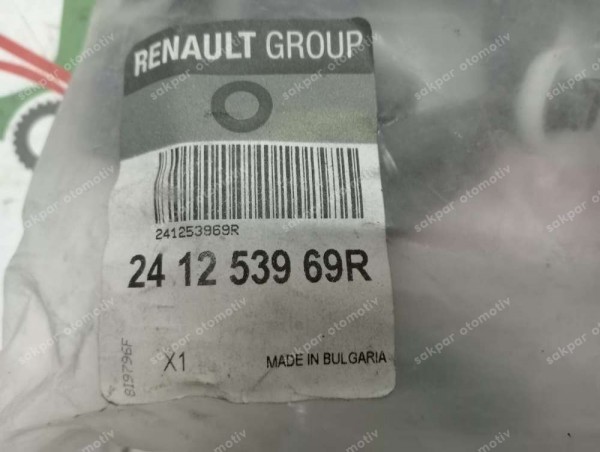 RENAULT GROUP
241253969R
24 12 539 69R
X1
MADE IN BULGARIA
819796F
sakpar otomotiv